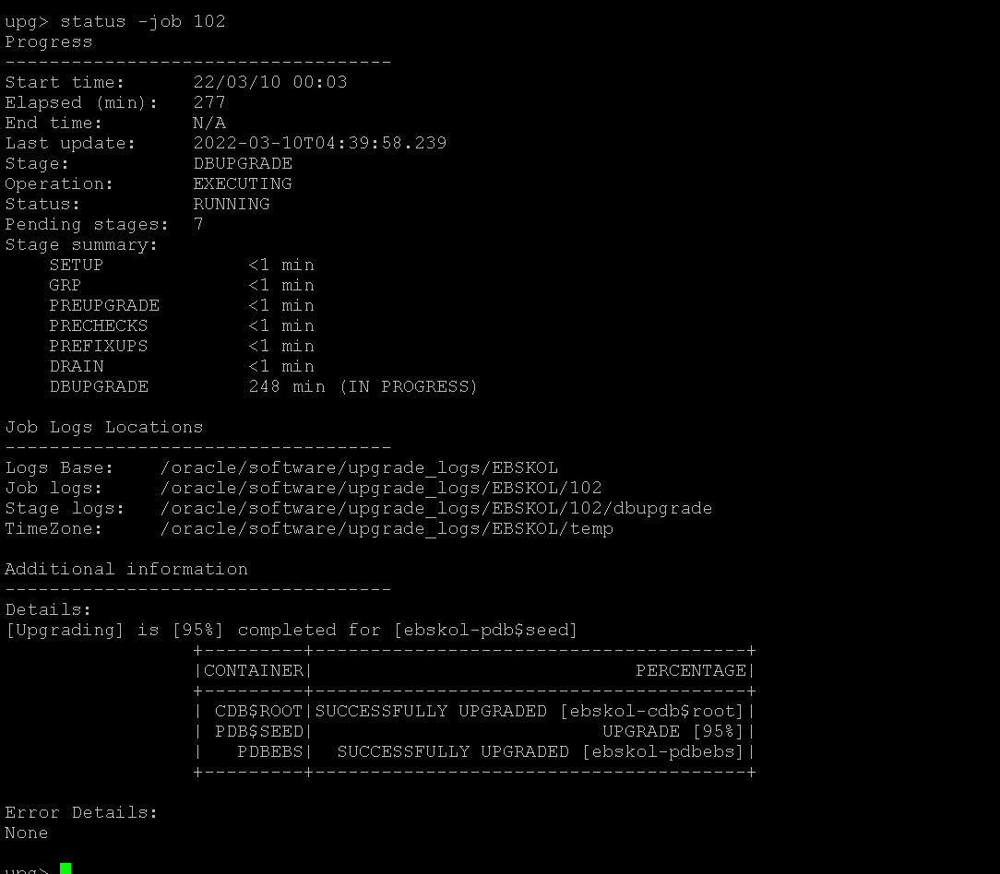 upg> status -job 102
Progress
-----------------------------------
Start time:      22/03/10 00:03
Elapsed (min):   277
End time:        N/A
Last update:     2022-03-10T04:39:58.239
Stage:           DBUPGRADE
Operation:       EXECUTING
Status:          RUNNING
Pending stages:  7
Stage summary:
    SETUP             <1 min
    GRP               <1 min
    PREUPGRADE        <1 min
    PRECHECKS         <1 min
    PREFIXUPS         <1 min
    DRAIN             <1 min
    DBUPGRADE         248 min (IN PROGRESS)
Job Logs Locations
-----------------------------------
Logs Base:    /oracle/software/upgrade_logs/EBSKOL
Job logs:     /oracle/software/upgrade_logs/EBSKOL/102
Stage logs:   /oracle/software/upgrade_logs/EBSKOL/102/dbupgrade
TimeZone:     /oracle/software/upgrade_logs/EBSKOL/temp
Additional information
-----------------------------------
Details:
[Upgrading] is [95%] completed for [ebskol-pdb$seed]
                 +---------+---------------------------------------+
                 |CONTAINER|                             PERCENTAGE|
                 +---------+---------------------------------------+
                 | CDB$ROOT|SUCCESSFULLY UPGRADED [ebskol-cdb$root]|
                 | PDB$SEED|                          UPGRADE [95%]|
                 |   PDBEBS|  SUCCESSFULLY UPGRADED [ebskol-pdbebs]|
                 +---------+---------------------------------------+
Error Details:
None
upg>